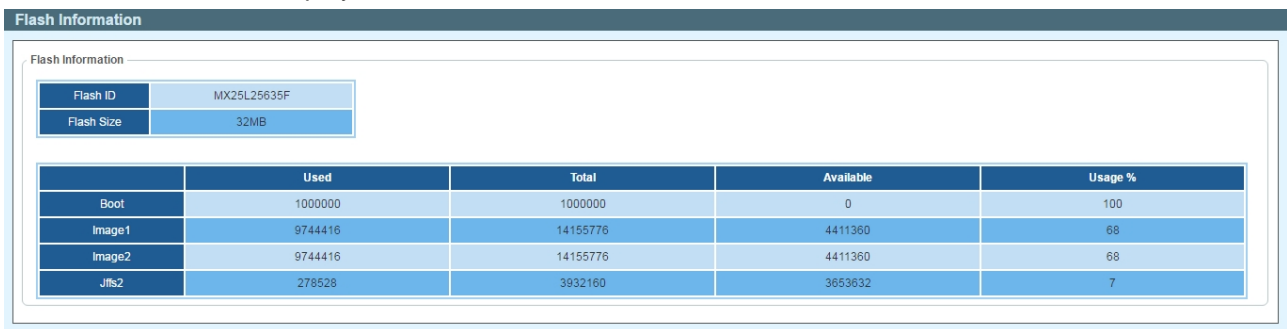 Flash Information
Flash Information
Flash ID MX25L25635F
Flash Size 32MB
Used Total Available Usage %
Boot 1000000 1000000 0 100
Image1 9744416 14155776 4411360 68
Image2 9744416 14155776 4411360 68
Jffs2 278528 3932160 3653632 7